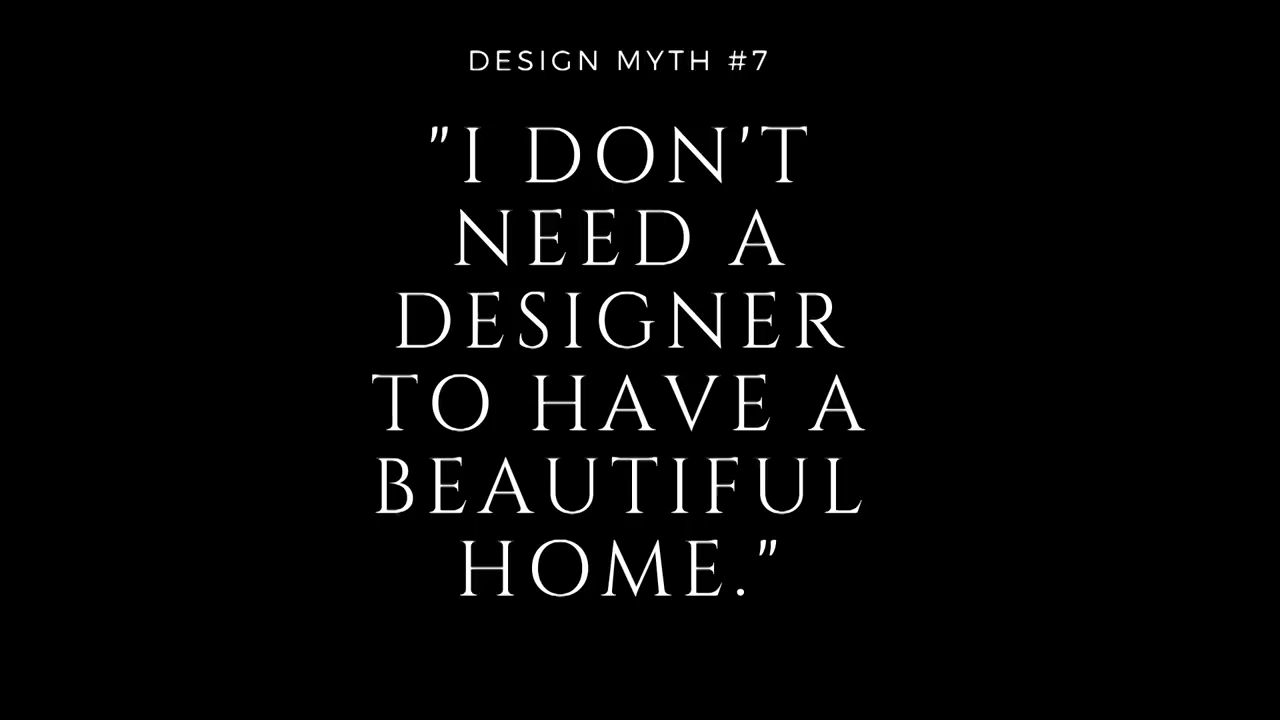 DESIGN MYTH #7
"I DON'T
NEED A
DESIGNER
TO HAVE A
BEAUTIFUL
HOME."